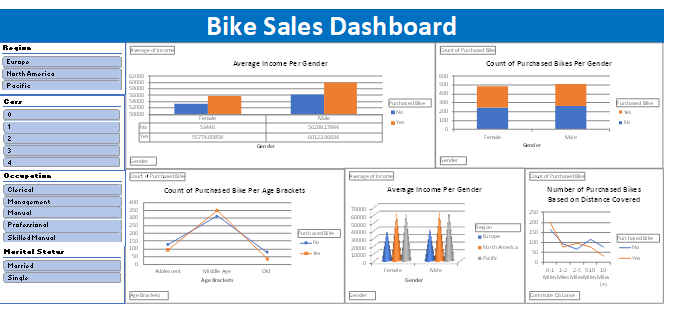 Bike Sales Dashboard
Region
Europe
North America
Pacific
Cars
0
1
2
3
4
Occupation
Clerical
Management
Manual
Professional
Skilled Manual
Marital Status
Married
Single
Average of Income
Average Income Per Gender
62000
60000
58000
56000
54000
52000
50000
Female
Male
No
53440
56208.17844
Yes
55774.05858
60123.96694
Gender
Purchased Bike
No
Yes
Gender
Count of Purchased Bike
Count of Purchased Bikes Per Gender
600
500
400
300
200
100
0
Female
Male
Gender
Purchased Bike
Yes
No
Gender
Count of Purchased Bike
Count of Purchased Bike Per Age Brackets
400
350
300
250
200
150
100
50
0
Adolescent
Middle Age
Old
Age Brackets
Purchased Bike
No
Yes
Age Brackets
Average of Income
Average Income Per Gender
70000
60000
50000
40000
30000
20000
10000
0
Female
Male
Gender
Region
Europe
North America
Pacific
Gender
Count of Purchased Bike
Number of Purchased Bikes
Based on Distance Covered
250
200
150
100
50
0
0-1 1-2 2-5 5-10 10
Miles Miles Miles Miles Miles
(+)
Purchased Bike
No
Yes
Commute Distance